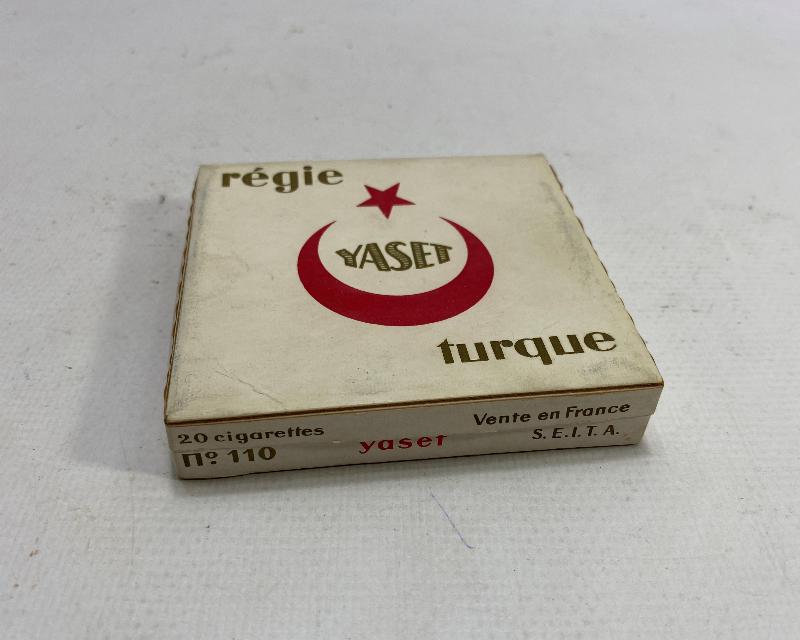 régie
YASET
turque
20 cigarettes
Vente en France
nº 110
yaset
S.E.I.T.A.